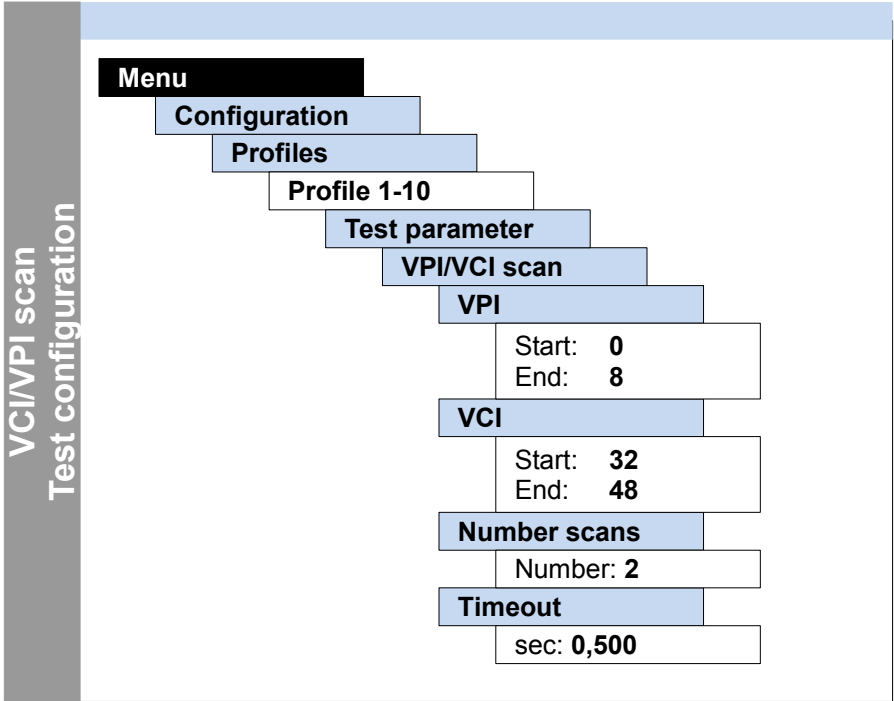 VCI/VPI scan
Test configuration
Menu
Configuration
Profiles
Profile 1-10
Test parameter
VPI/VCI scan
VPI
Start: 0
End: 8
VCI
Start: 32
End: 48
Number scans
Number: 2
Timeout
sec: 0,500